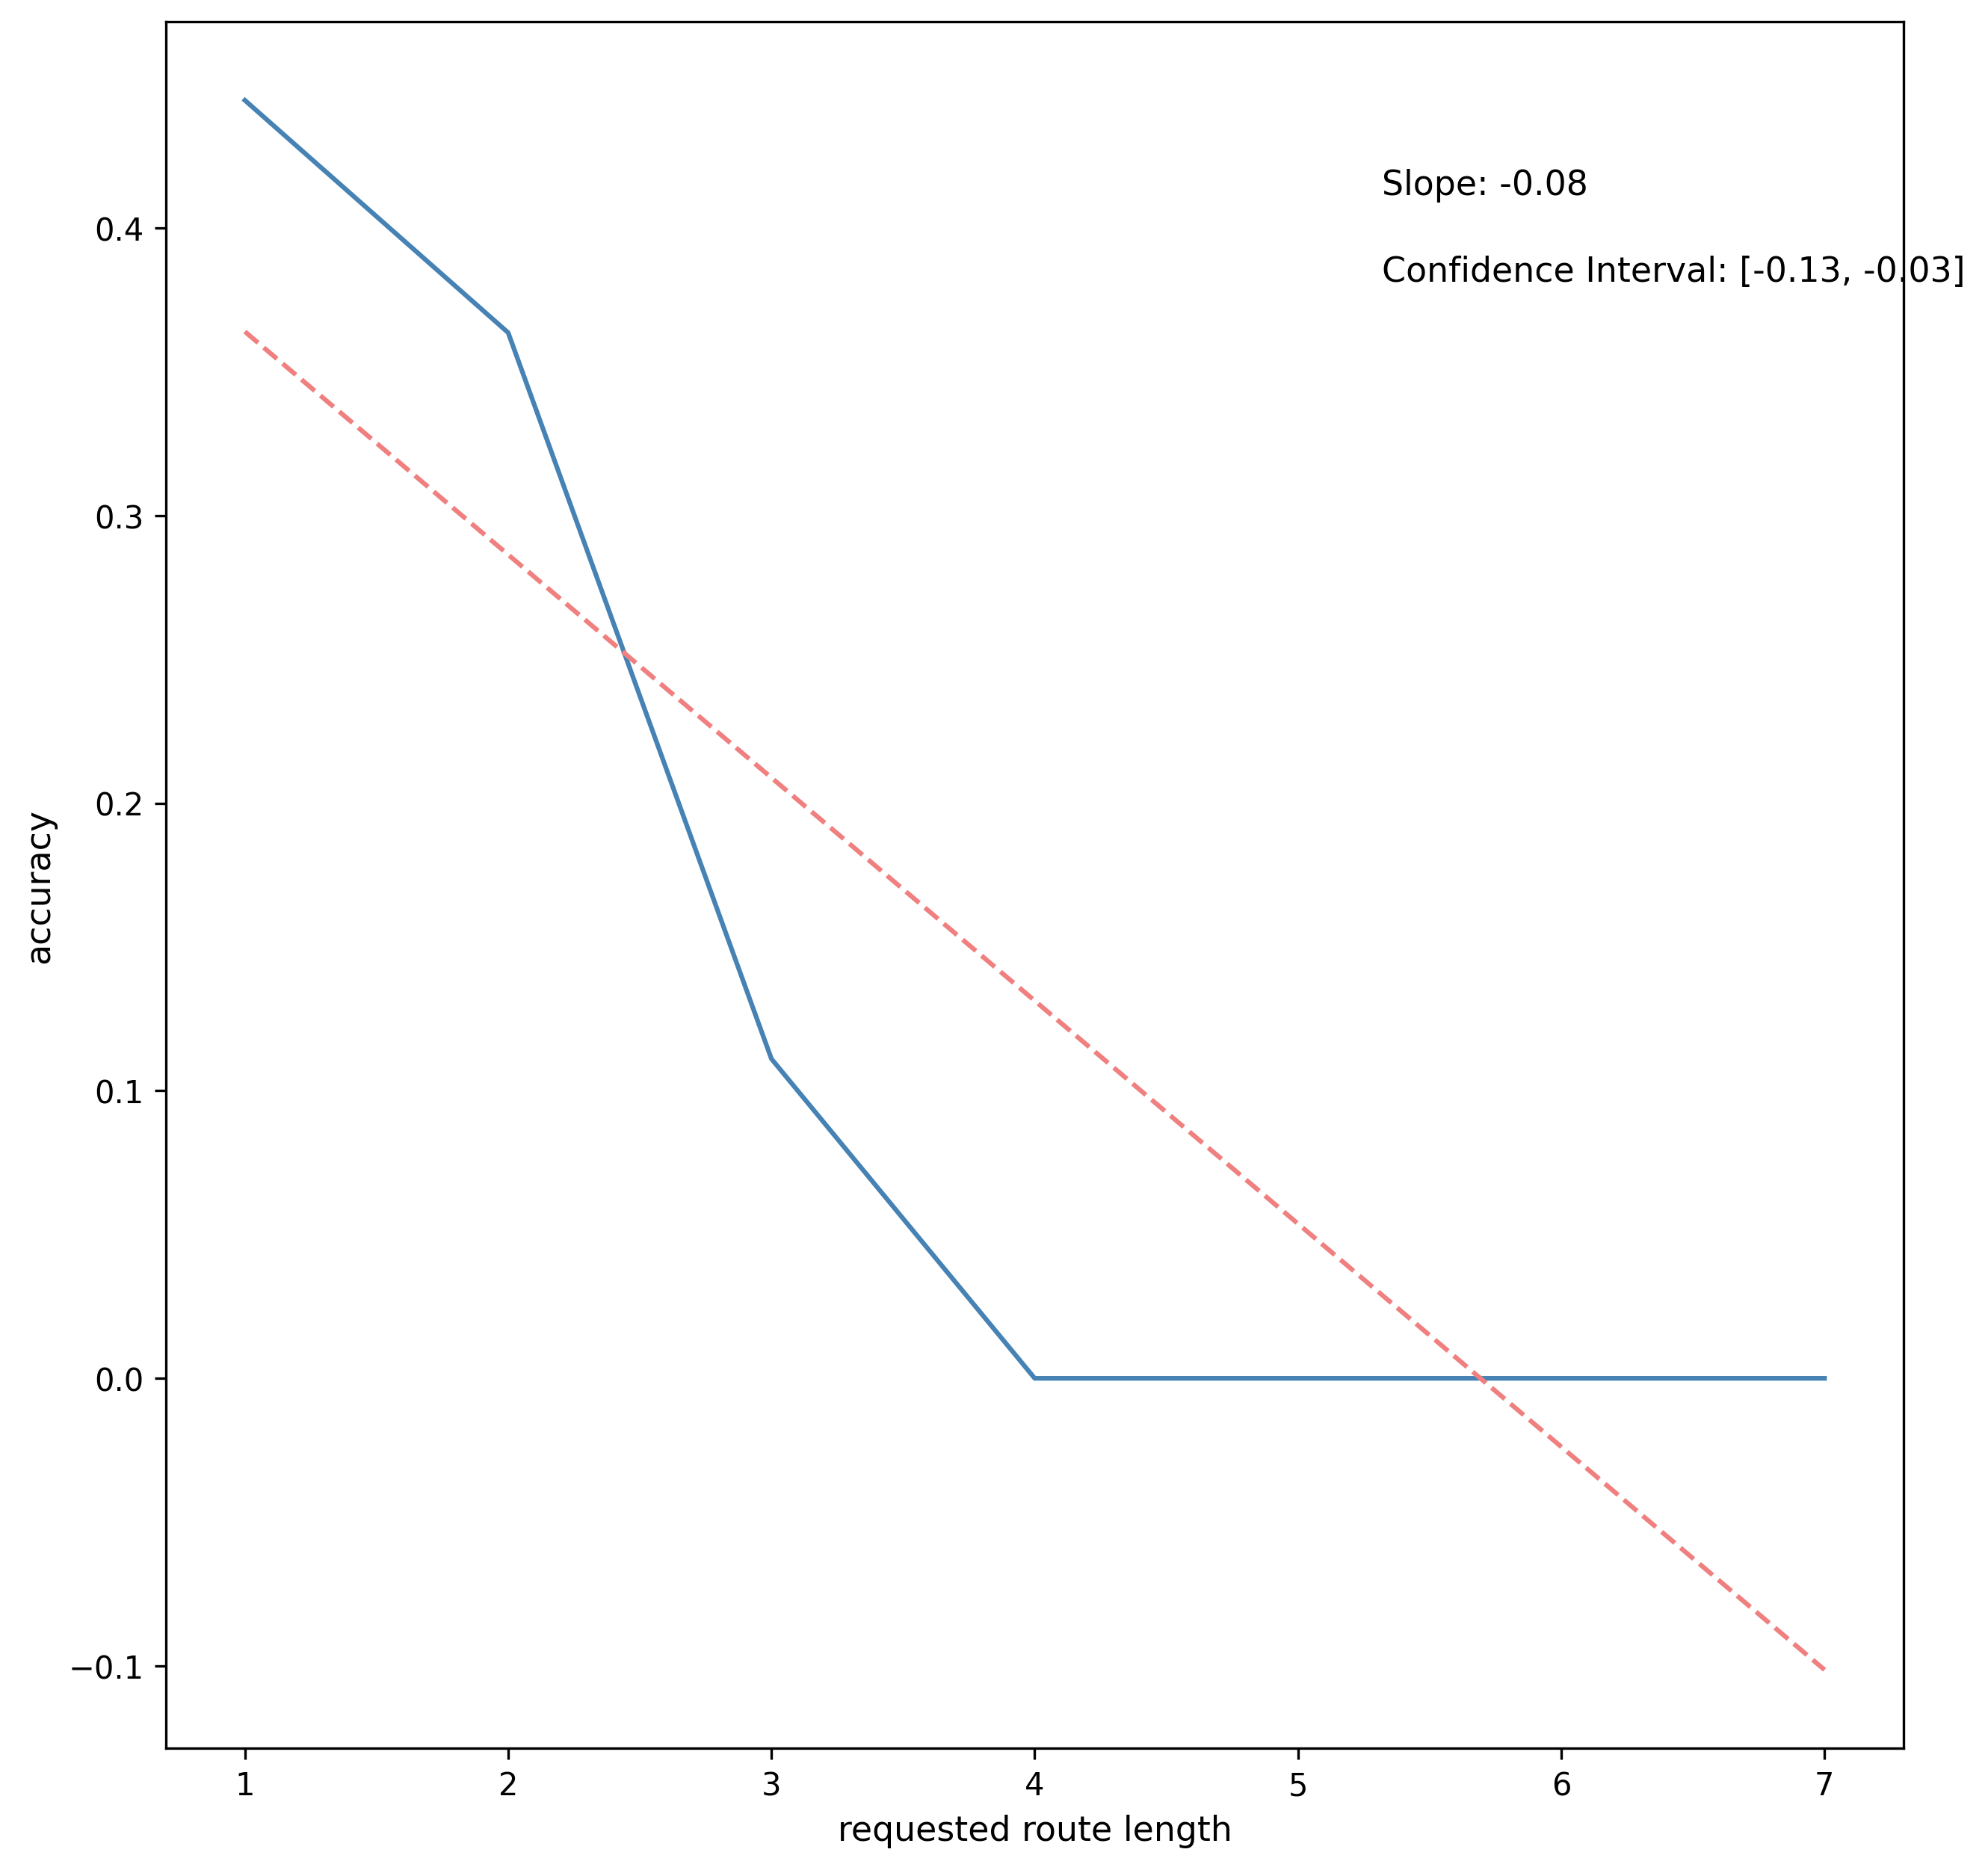 Slope: -0.08
Confidence Interval: [-0.13, -0.03]
0.4
0.3
0.2
0.1
0.0
−0.1
accuracy
1 2 3 4 5 6 7
requested route length